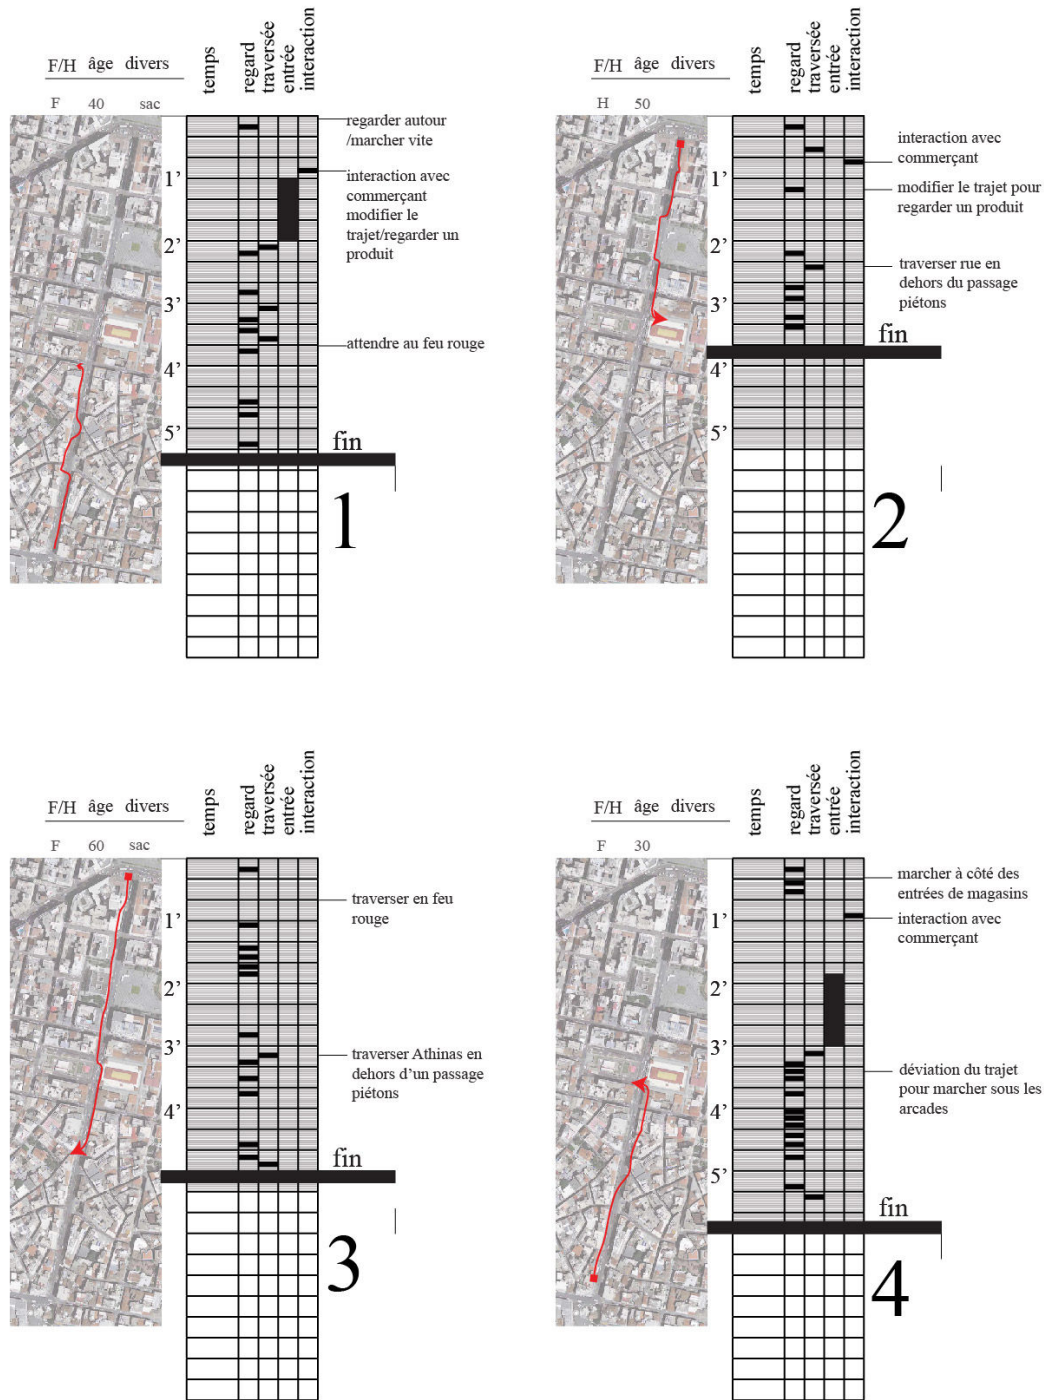 F/H âge divers
temps
regard
traversée
entrée
interaction
F 40 sac
regarder autour
/marcher vite
1’
interaction avec
commerçant
modifier le
trajet/regarder un
produit
2’
3’
attendre au feu rouge
4’
5’
fin
1
F/H âge divers
temps
regard
traversée
entrée
interaction
H 50
interaction avec
commerçant
1’
modifier le trajet pour
regarder un produit
2’
traverser rue en
dehors du passage
piétons
3’
fin
4’
5’
2
F/H âge divers
temps
regard
traversée
entrée
interaction
F 60 sac
traverser en feu
rouge
1’
2’
3’
traverser Athinas en
dehors d’un passage
piétons
4’
fin
3
F/H âge divers
temps
regard
traversée
entrée
interaction
F 30
marcher à côté des
entrées de magasins
1’
interaction avec
commerçant
2’
3’
déviation du trajet
pour marcher sous les
arcades
4’
5’
fin
4